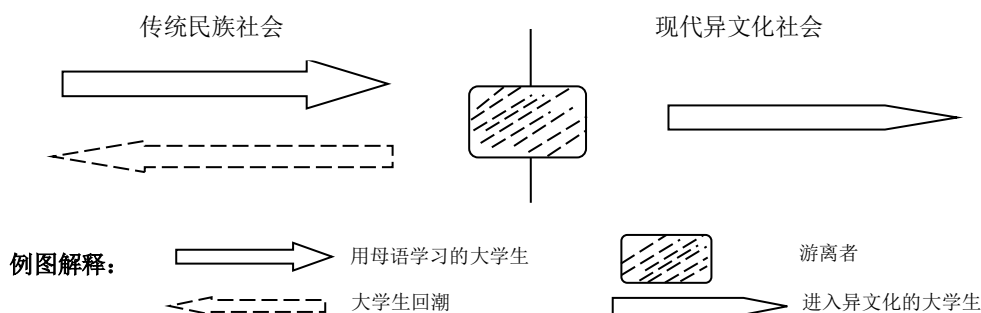 传统民族社会 现代异文化社会
例图解释： 用母语学习的大学生 游离者
大学生回潮 进入异文化的大学生